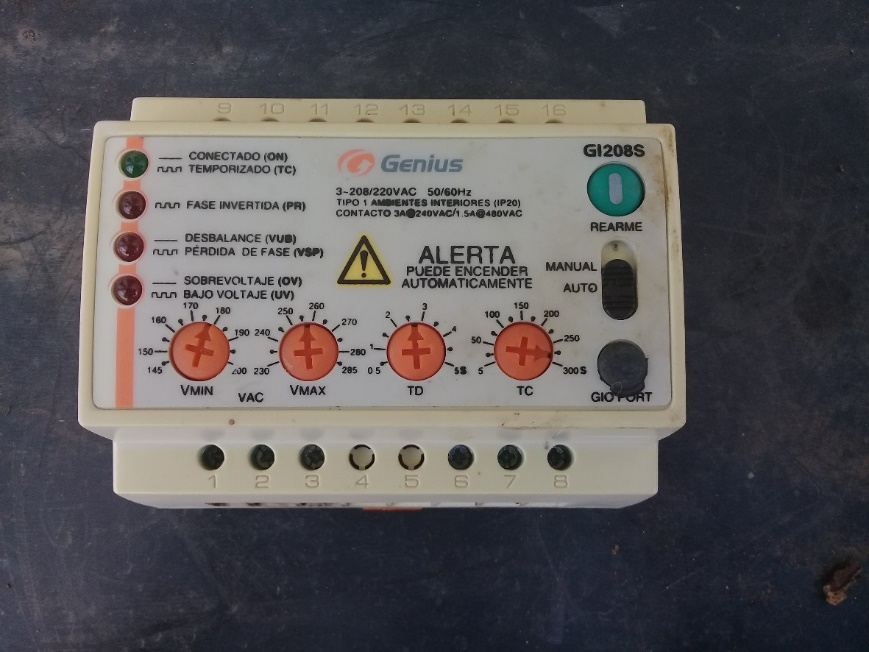 9 10 11 12 13 14 15 16
CONECTADO (ON)
TEMPORIZADO (TC)
FASE INVERTIDA (PR)
DESBALANCE (VUB)
PÉRDIDA DE FASE (VSP)
SOBREVOLTAJE (OV)
BAJO VOLTAJE (UV)
Genius
3~208/220VAC 50/60Hz
TIPO 1 AMBIENTES INTERIORES (IP20)
CONTACTO 3A@240VAC/1.5A@480VAC
ALERTA
PUEDE ENCENDER
AUTOMATICAMENTE
GI208S
REARME
MANUAL
AUTO
145 150 160 170 180 190 200
VMIN
VAC
230 240 250 260 270 280 285
VMAX
0.5 1 2 3 4 5S
TD
5 50 100 150 200 250 300S
TC
GIO PORT
1 2 3 4 5 6 7 8